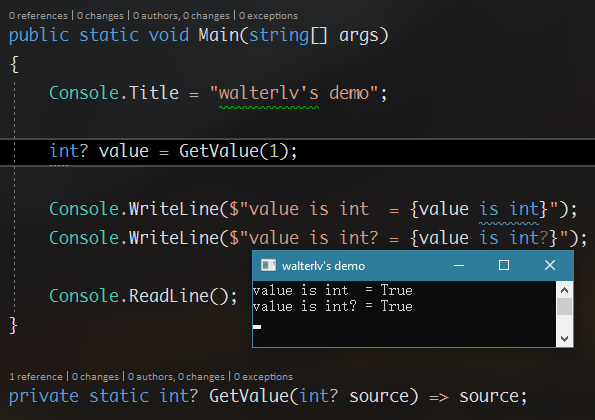 0 references | 0 changes | 0 authors, 0 changes | 0 exceptions
public static void Main(string[] args)
{
Console.Title = "walterlv's demo";
int? value = GetValue(1);
Console.WriteLine($"value is int  = {value is int}");
Console.WriteLine($"value is int? = {value is int?}");
walterlv's demo
value is int  = True
value is int? = True
Console.ReadLine();
}
1 reference | 0 changes | 0 authors, 0 changes | 0 exceptions
private static int? GetValue(int? source) => source;